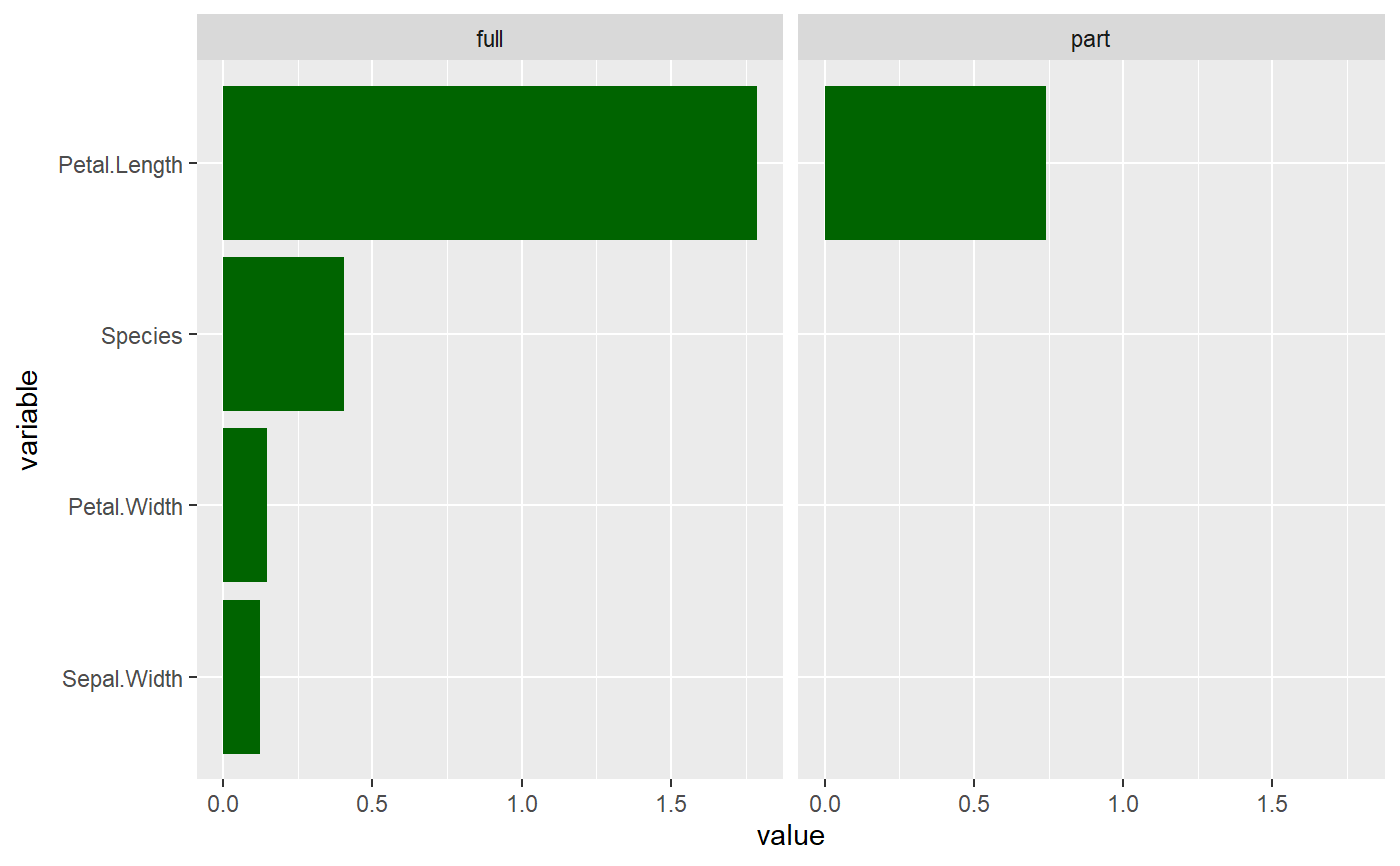 full
part
Petal.Length
Species
Petal.Width
Sepal.Width
variable
0.0 0.5 1.0 1.5
0.0 0.5 1.0 1.5
value